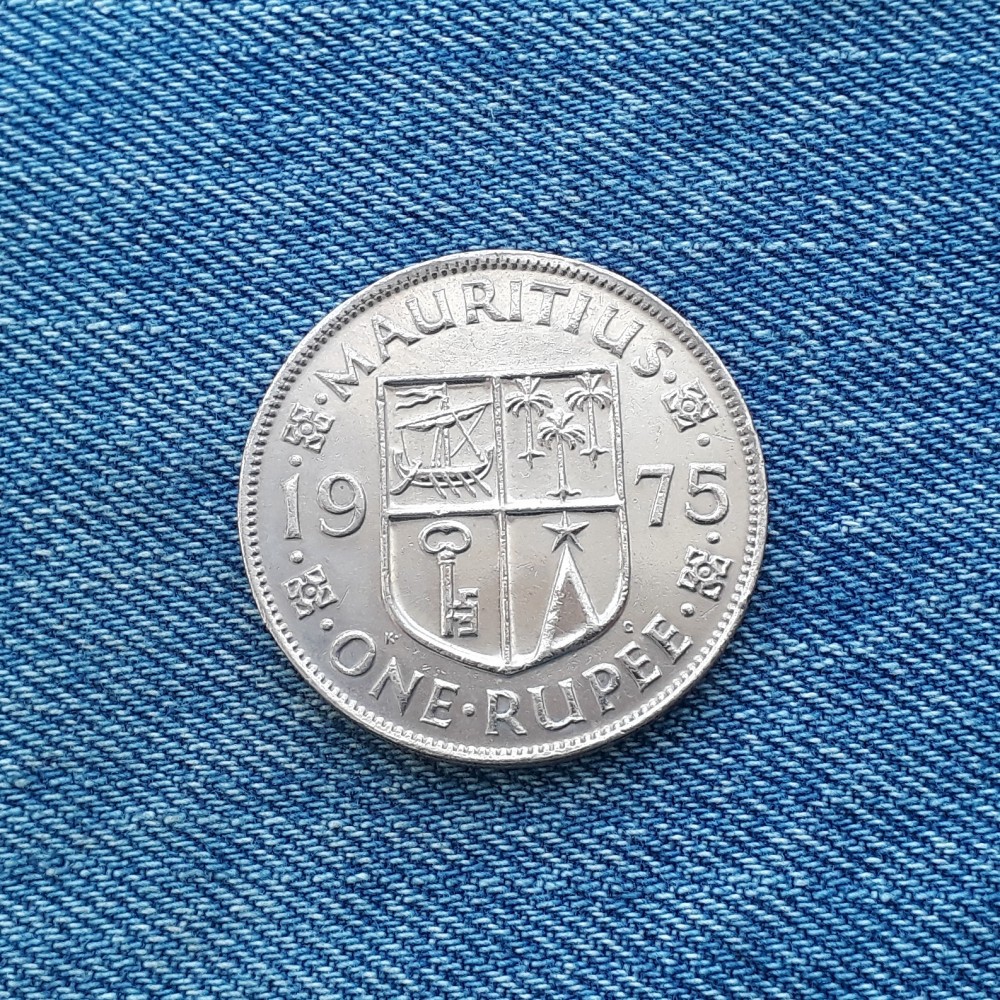 ·MAURITIUS·
19 75
K G
·ONE·RUPEE·